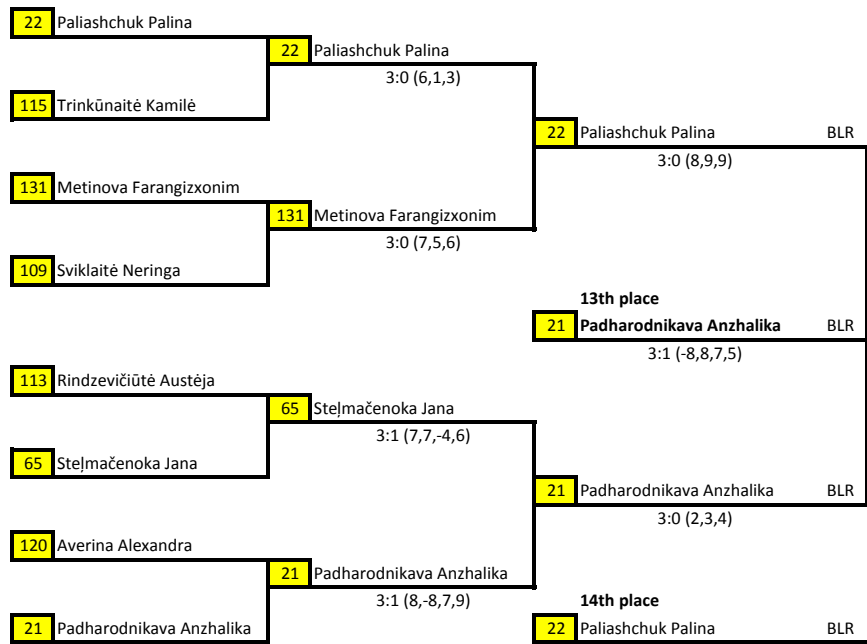 22 Paliashchuk Palina
22 Paliashchuk Palina
3:0 (6,1,3)
115 Trinkūnaitė Kamilė
22 Paliashchuk Palina BLR
3:0 (8,9,9)
131 Metinova Farangizxonim
131 Metinova Farangizxonim
3:0 (7,5,6)
109 Sviklaitė Neringa
13th place
21 Padharodnikava Anzhalika BLR
3:1 (-8,8,7,5)
113 Rindzevičiūtė Austėja
65 Steļmačenoka Jana
3:1 (7,7,-4,6)
65 Steļmačenoka Jana
21 Padharodnikava Anzhalika BLR
3:0 (2,3,4)
120 Averina Alexandra
21 Padharodnikava Anzhalika
3:1 (8,-8,7,9)
14th place
21 Padharodnikava Anzhalika
22 Paliashchuk Palina BLR